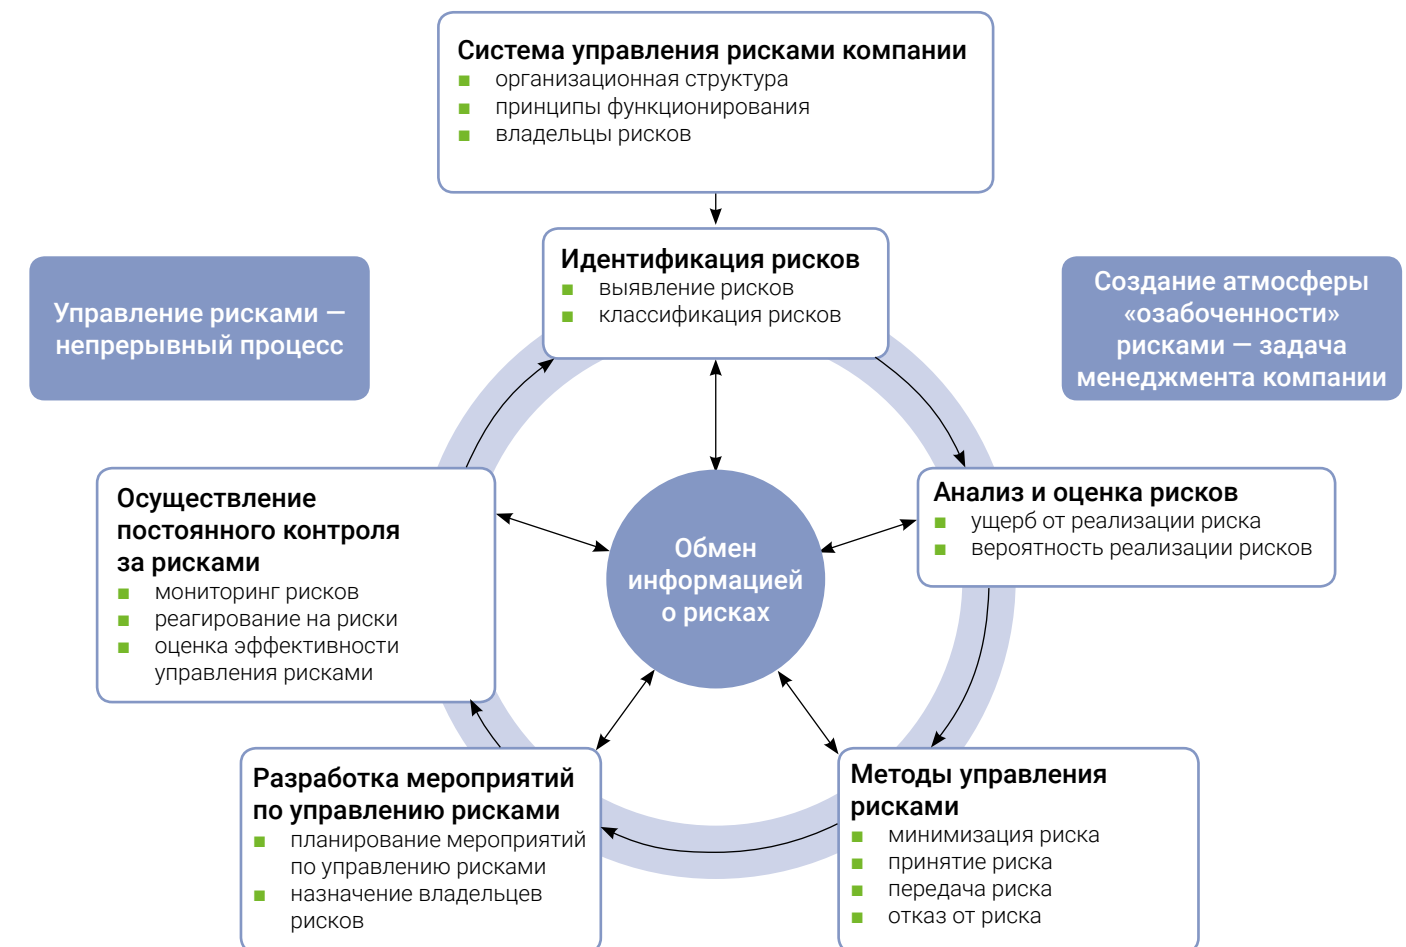 Система управления рисками компании
организационная структура
принципы функционирования
владельцы рисков
Идентификация рисков
выявление рисков
классификация рисков
Управление рисками —
непрерывный процесс
Создание атмосферы
«озабоченности»
рисками — задача
менеджмента компании
Осуществление
постоянного контроля
за рисками
мониторинг рисков
реагирование на риски
оценка эффективности
управления рисками
Обмен
информацией
о рисках
Анализ и оценка рисков
ущерб от реализации риска
вероятность реализации рисков
Разработка мероприятий
по управлению рисками
планирование мероприятий
по управлению рисками
назначение владельцев
рисков
Методы управления
рисками
минимизация риска
принятие риска
передача риска
отказ от риска